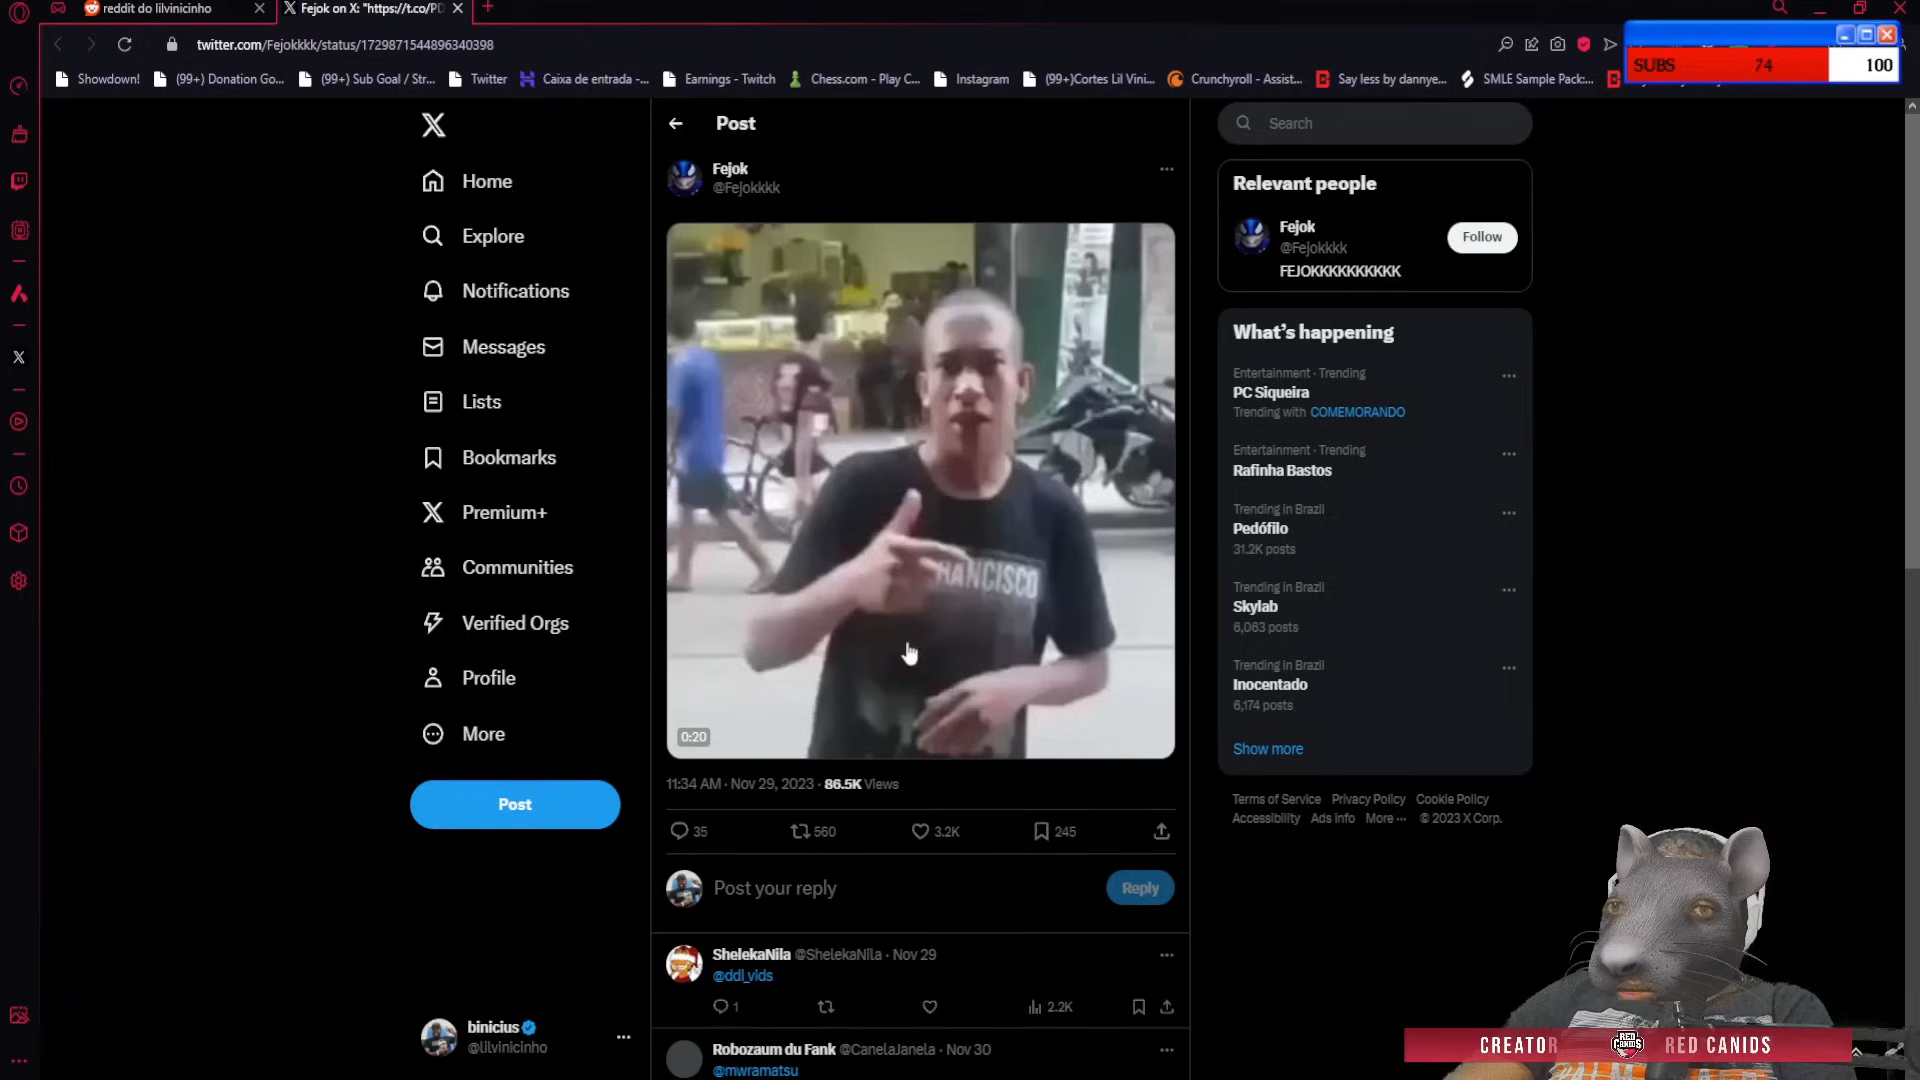 reddit do lilvinicinho
Fejok on X: "https://t.co/PD
twitter.com/Fejokkkk/status/1729871544896340398
Showdown!
(99+) Donation Go...
(99+) Sub Goal / Str...
Twitter
Caixa de entrada -...
Earnings - Twitch
Chess.com - Play C...
Instagram
(99+)Cortes Lil Vini...
Crunchyroll - Assist...
Say less by dannye...
SMLE Sample Pack:...
SUBS 74 100
Home
Explore
Notifications
Messages
Lists
Bookmarks
Premium+
Communities
Verified Orgs
Profile
More
Post
binicius
@lilvinicinho
Post
Fejok
@Fejokkkk
FRANCISCO
0:20
11:34 AM · Nov 29, 2023 · 86.5K Views
35 560 3.2K 245
Post your reply
Reply
ShelekaNila @ShelekaNila · Nov 29
@ddl_vids
1 2.2K
Robozaum du Fank @CanelaJanela · Nov 30
@mwramatsu
Search
Relevant people
Fejok
@Fejokkkk
Follow
FEJOKKKKKKKKKK
What's happening
Entertainment · Trending
PC Siqueira
Trending with COMEMORANDO
Entertainment · Trending
Rafinha Bastos
Trending in Brazil
Pedófilo
31.2K posts
Trending in Brazil
Skylab
6,063 posts
Trending in Brazil
Inocentado
6,174 posts
Show more
Terms of Service Privacy Policy Cookie Policy
Accessibility Ads info More ··· © 2023 X Corp.
CREATOR RED CANIDS RED CANIDS